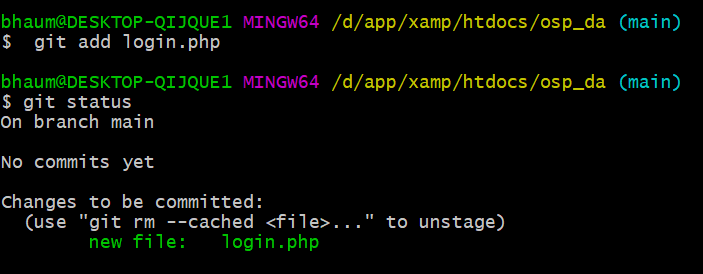 bhaum@DESKTOP-QIJQUE1 MINGW64 /d/app/xamp/htdocs/osp_da (main)
$  git add login.php
bhaum@DESKTOP-QIJQUE1 MINGW64 /d/app/xamp/htdocs/osp_da (main)
$ git status
On branch main
No commits yet
Changes to be committed:
  (use "git rm --cached <file>..." to unstage)
        new file:   login.php